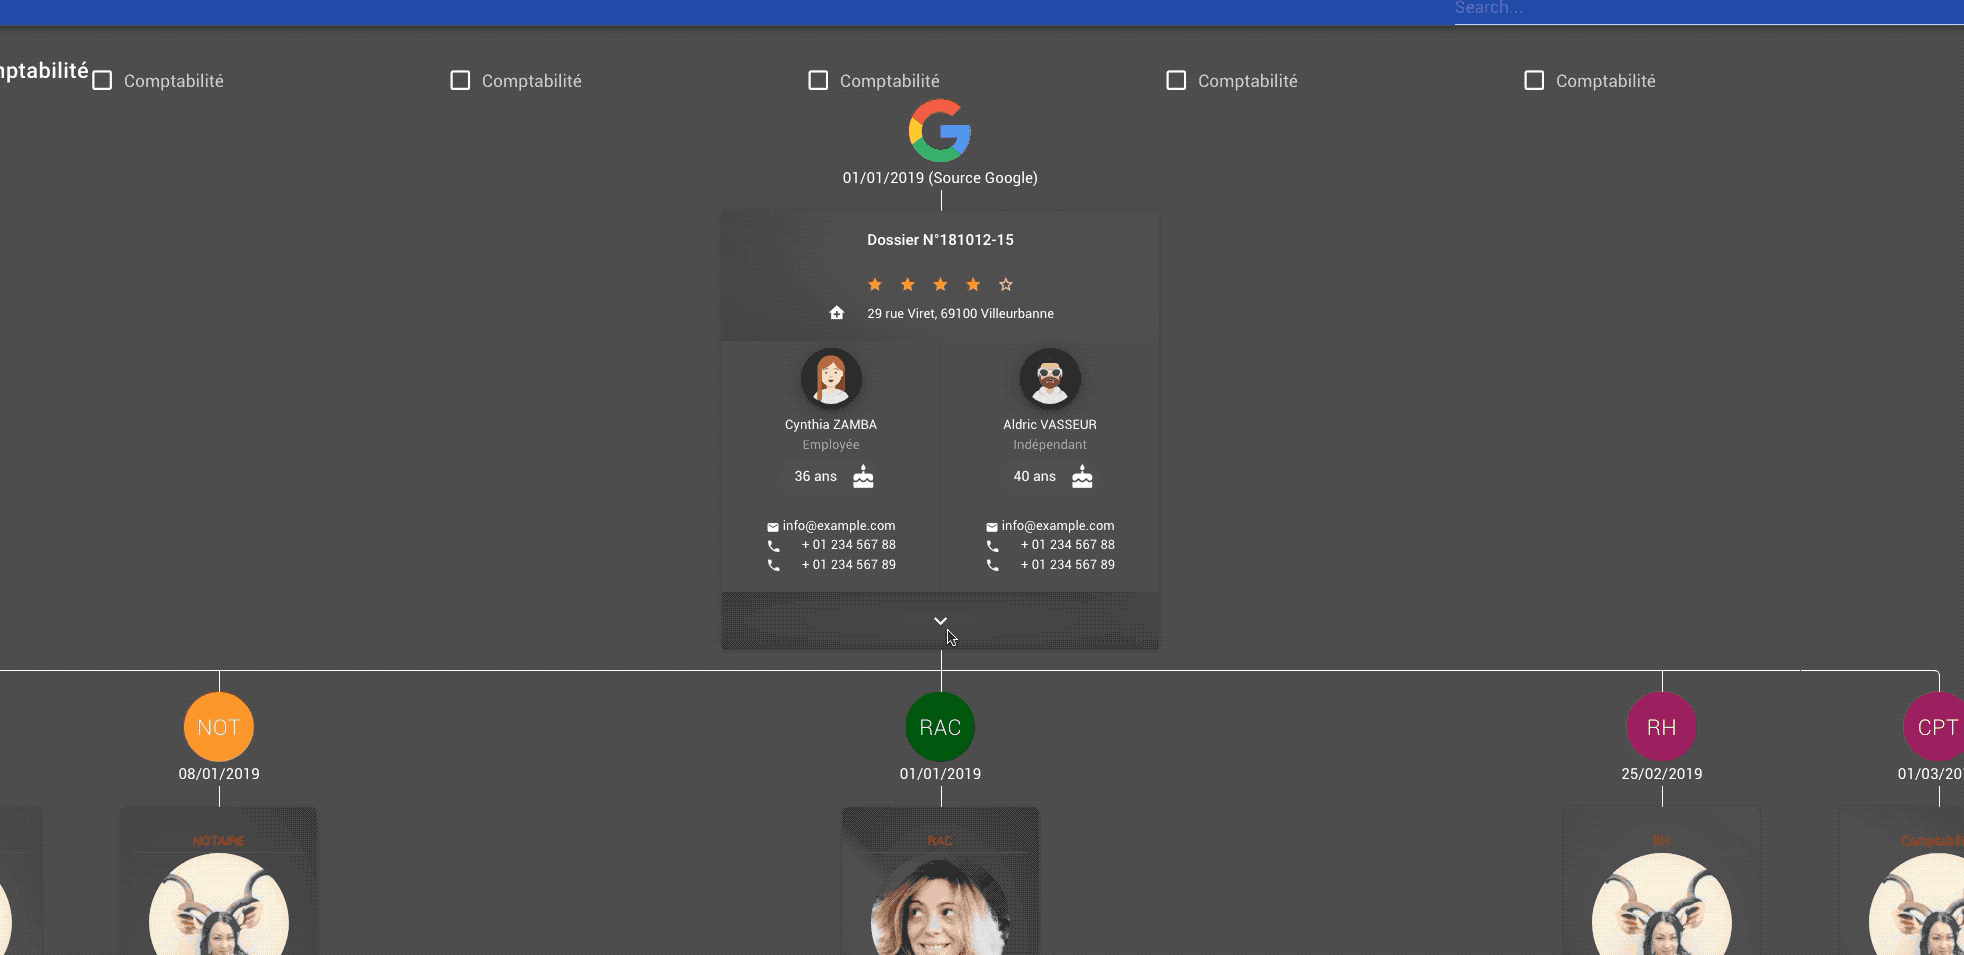 Search...
mptabilité
Comptabilité
Comptabilité
Comptabilité
Comptabilité
Comptabilité
01/01/2019 (Source Google)
Dossier N°181012-15
29 rue Viret, 69100 Villeurbanne
Cynthia ZAMBA
Employée
36 ans
info@example.com
+ 01 234 567 88
+ 01 234 567 89
Aldric VASSEUR
Indépendant
40 ans
info@example.com
+ 01 234 567 88
+ 01 234 567 89
NOT
08/01/2019
NOTAIRIE
RAC
01/01/2019
RAC
RH
25/02/2019
RH
CPT
01/03/20
Comptabili